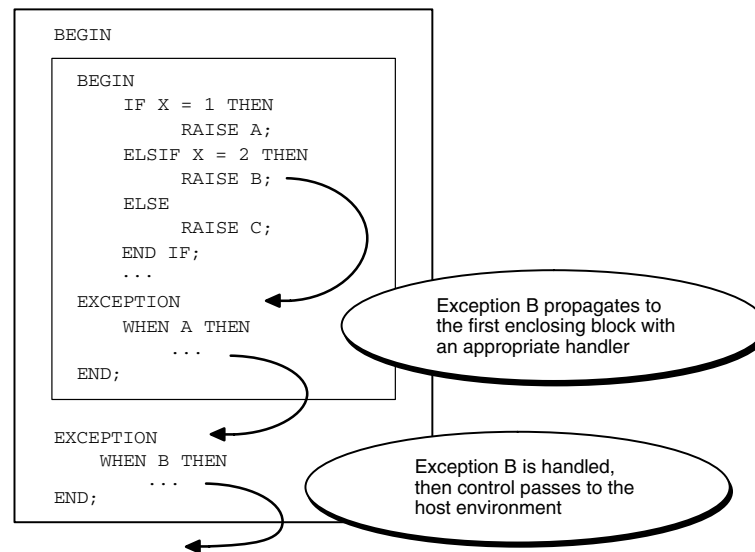 BEGIN
BEGIN
IF X = 1 THEN
RAISE A;
ELSIF X = 2 THEN
RAISE B;
ELSE
RAISE C;
END IF;
...
EXCEPTION
WHEN A THEN
...
END;
EXCEPTION
WHEN B THEN
...
END;
Exception B propagates to
the first enclosing block with
an appropriate handler
Exception B is handled,
then control passes to the
host environment